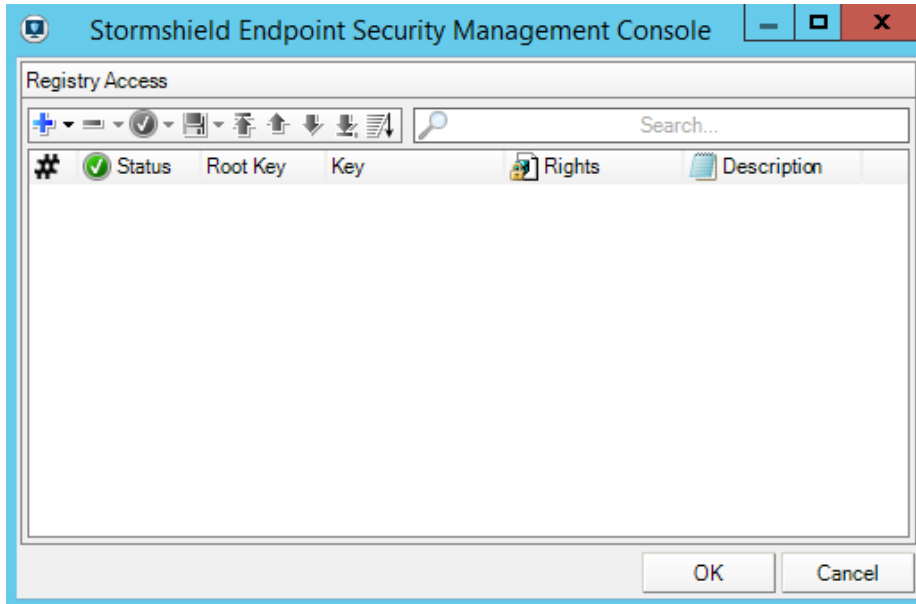 Stormshield Endpoint Security Management Console
Registry Access
Search...
# Status Root Key Key Rights Description
OK Cancel